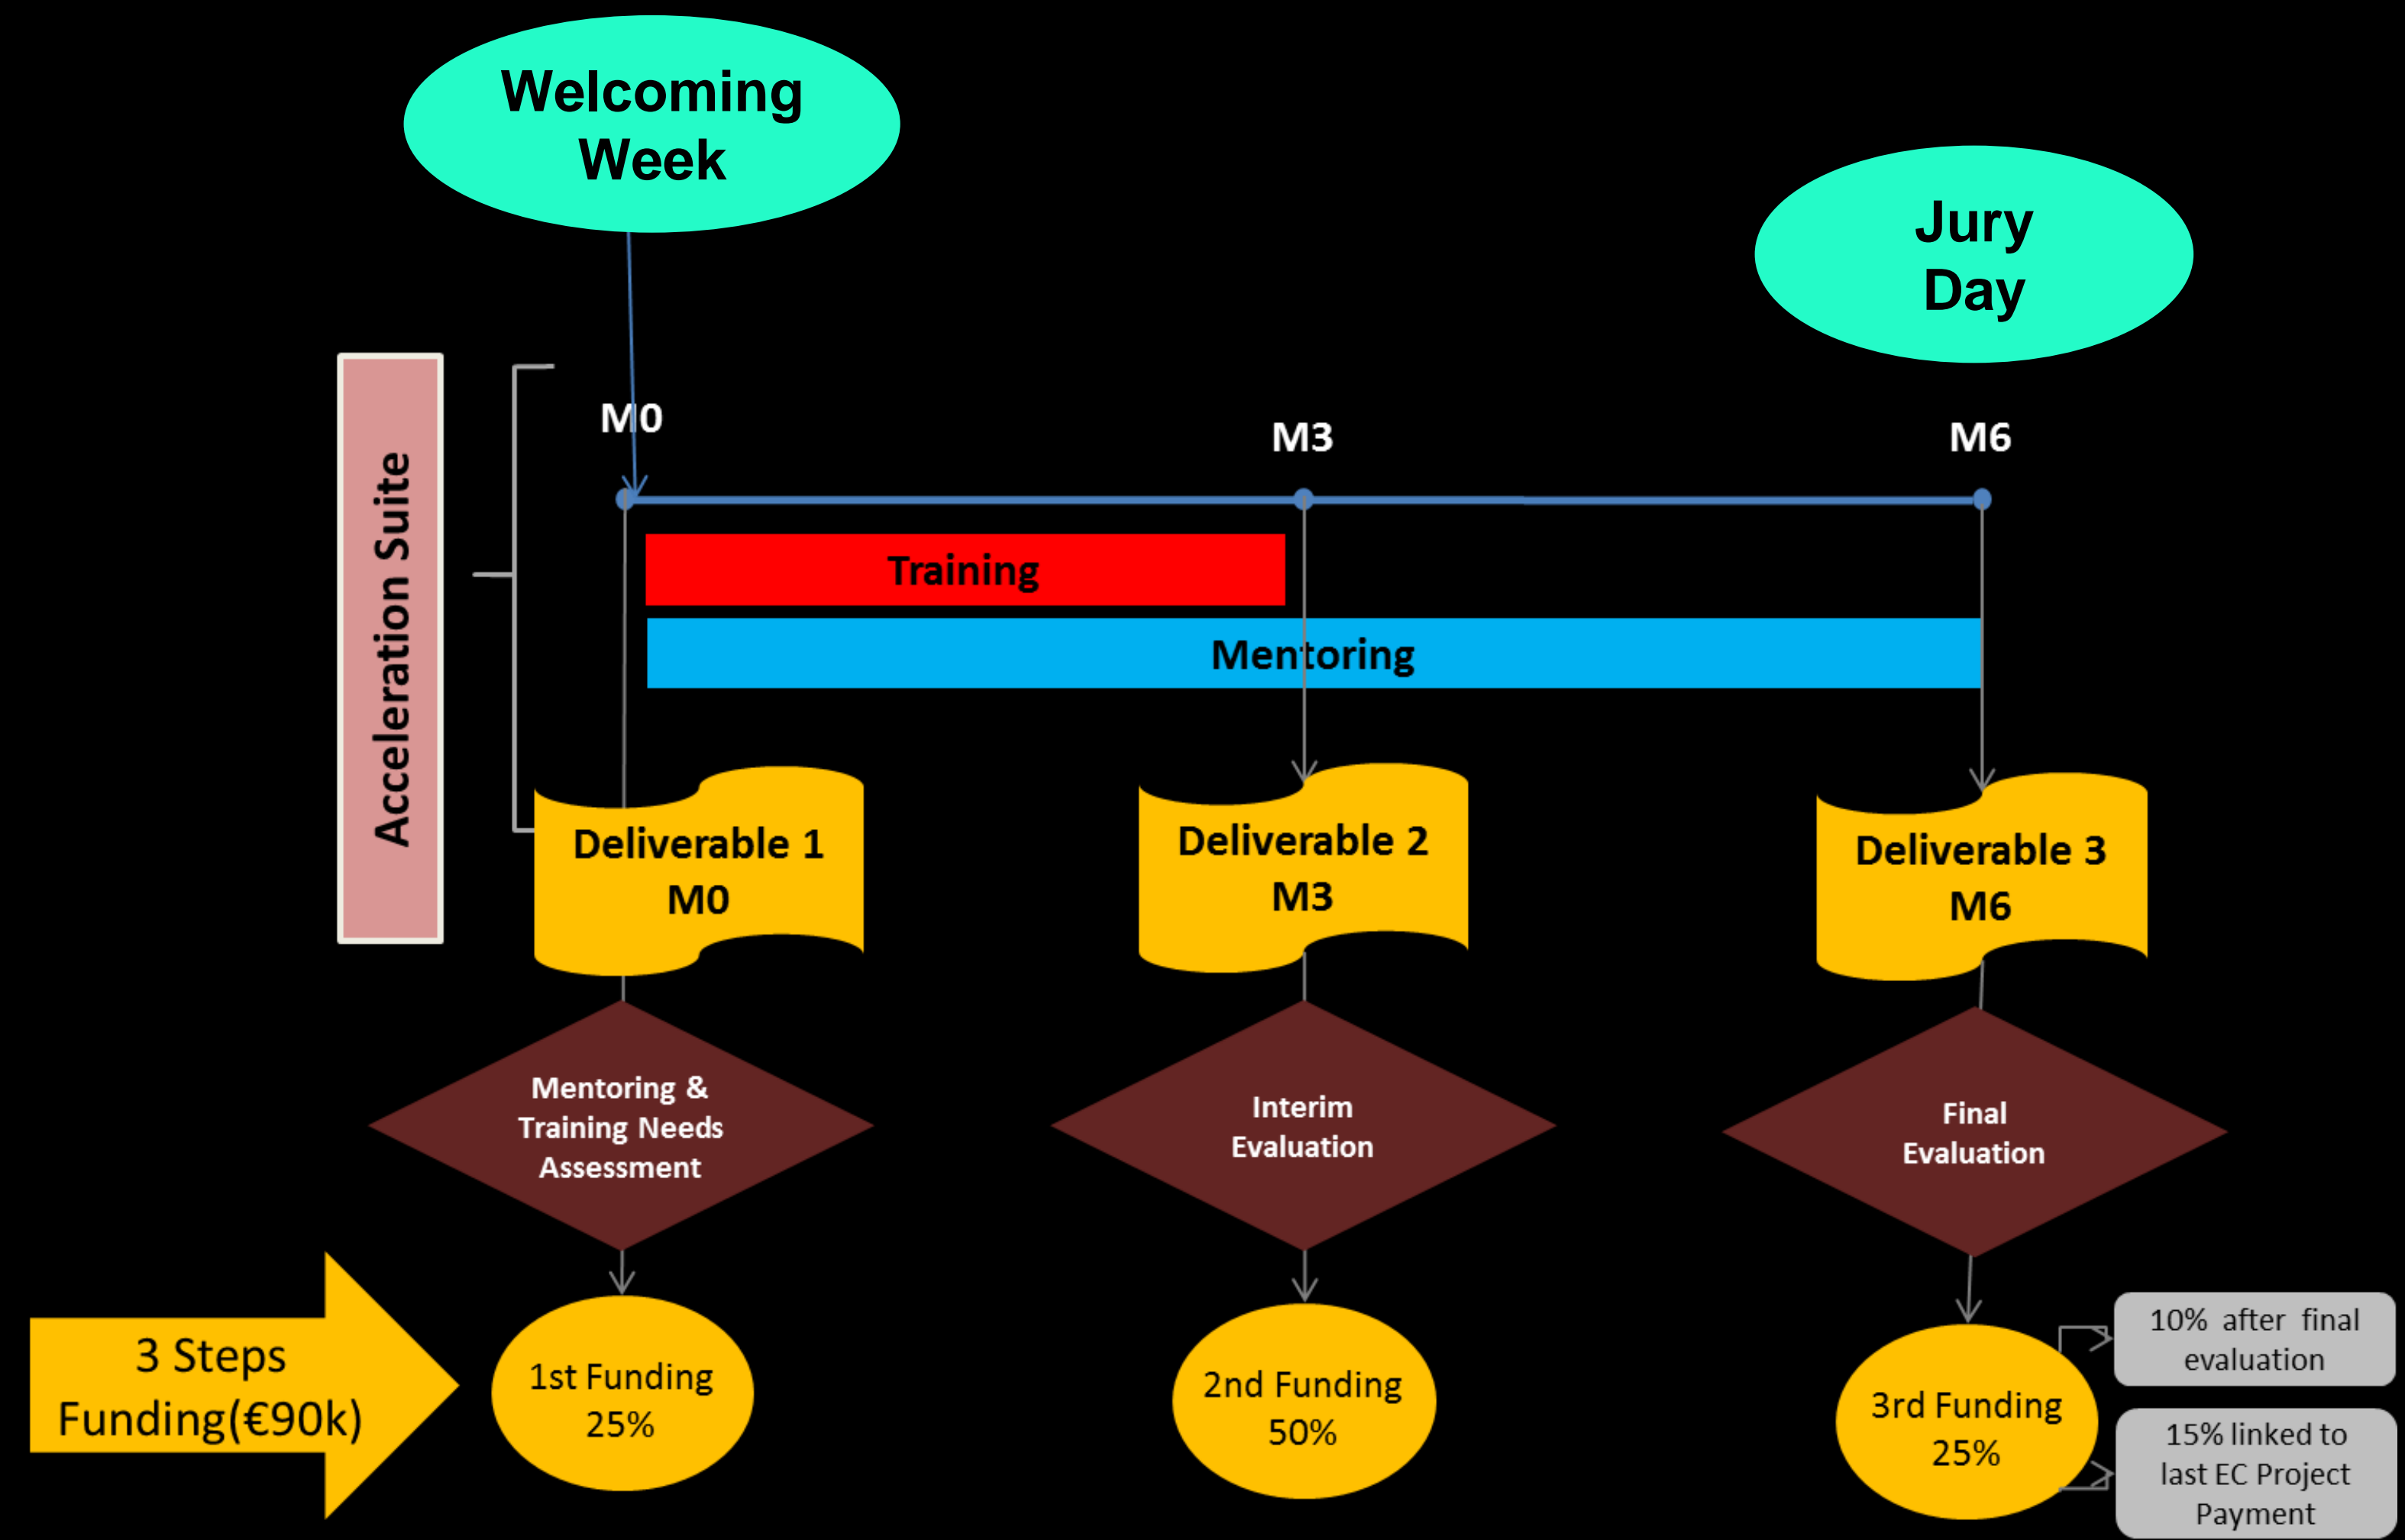 Welcoming
Week
Jury
Day
M0
M3
M6
Acceleration Suite
Training
Mentoring
Deliverable 1
M0
Deliverable 2
M3
Deliverable 3
M6
Mentoring &
Training Needs
Assessment
Interim
Evaluation
Final
Evaluation
3 Steps
Funding(€90k)
1st Funding
25%
2nd Funding
50%
3rd Funding
25%
10% after final
evaluation
15% linked to
last EC Project
Payment